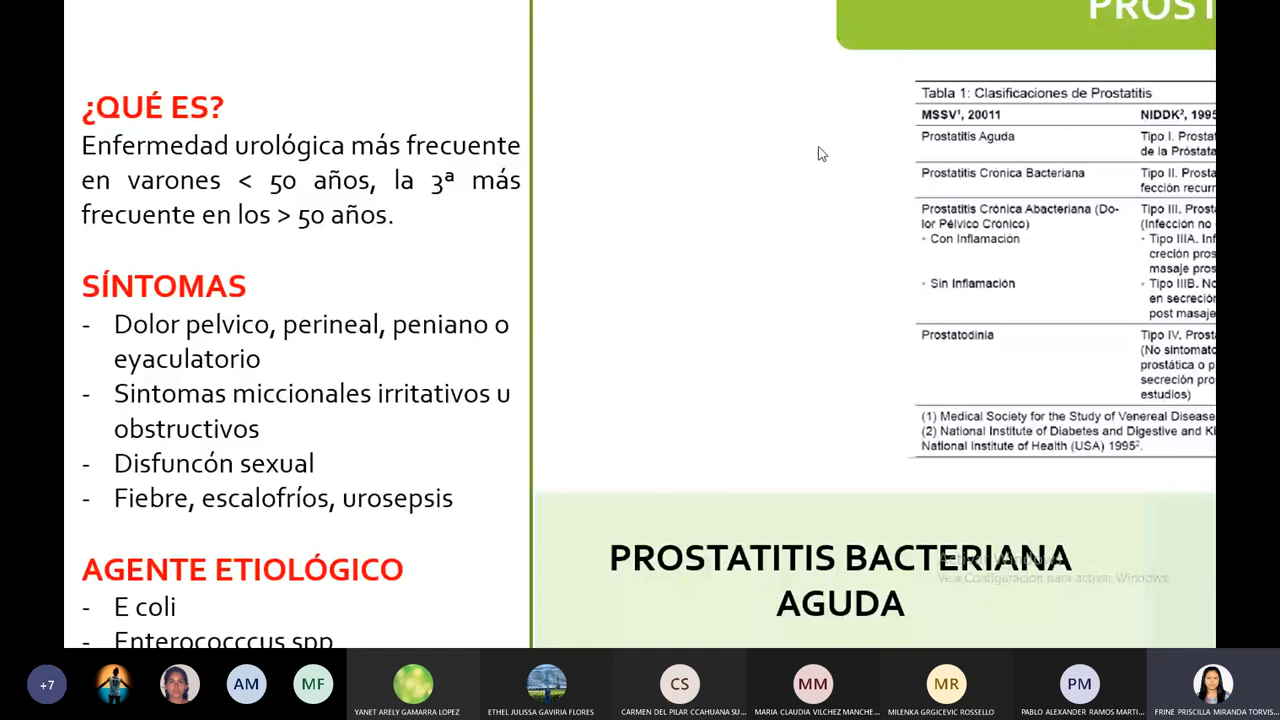 ¿QUÉ ES?
Enfermedad urológica más frecuente
en varones < 50 años, la 3ª más
frecuente en los > 50 años.
SÍNTOMAS
- Dolor pelvico, perineal, peniano o
eyaculatorio
- Sintomas miccionales irritativos u
obstructivos
- Disfuncón sexual
- Fiebre, escalofríos, urosepsis
AGENTE ETIOLÓGICO
- E coli
- Enterococccus spp
PROST
Tabla 1: Clasificaciones de Prostatitis
MSSV¹, 20011 NIDDK², 1995
Prostatitis Aguda Tipo I. Prostat
de la Próstata
Prostatitis Crónica Bacteriana Tipo II. Prosta
fección recurr
Prostatitis Crónica Abacteriana (Do- Tipo III. Prost
lor Pélvico Crónico) (Infección no
- Con Inflamación - Tipo IIIA. Inf
creción pros
masaje pros
- Sin Inflamación - Tipo IIIB. No
en secreción
post masaje
Prostatodinia Tipo IV. Prost
(No sintomato
prostática o p
secreción pro
estudios)
(1) Medical Society for the Study of Venereal Disease
(2) National Institute of Diabetes and Digestive and Ki
National Institute of Health (USA) 1995².
PROSTATITIS BACTERIANA
AGUDA
Activar Windows
Ve a Configuración para activar Windows.
+7
AM
MF
CS
MM
MR
PM
YANET ARELY GAMARRA LOPEZ
ETHEL JULISSA GAVIRIA FLORES
CARMEN DEL PILAR CCAHUANA SU...
MARIA CLAUDIA VILCHEZ MANCHE...
MILENKA GRGICEVIC ROSSELLO
PABLO ALEXANDER RAMOS MARTI...
FRINE PRISCILLA MIRANDA TORVIS...